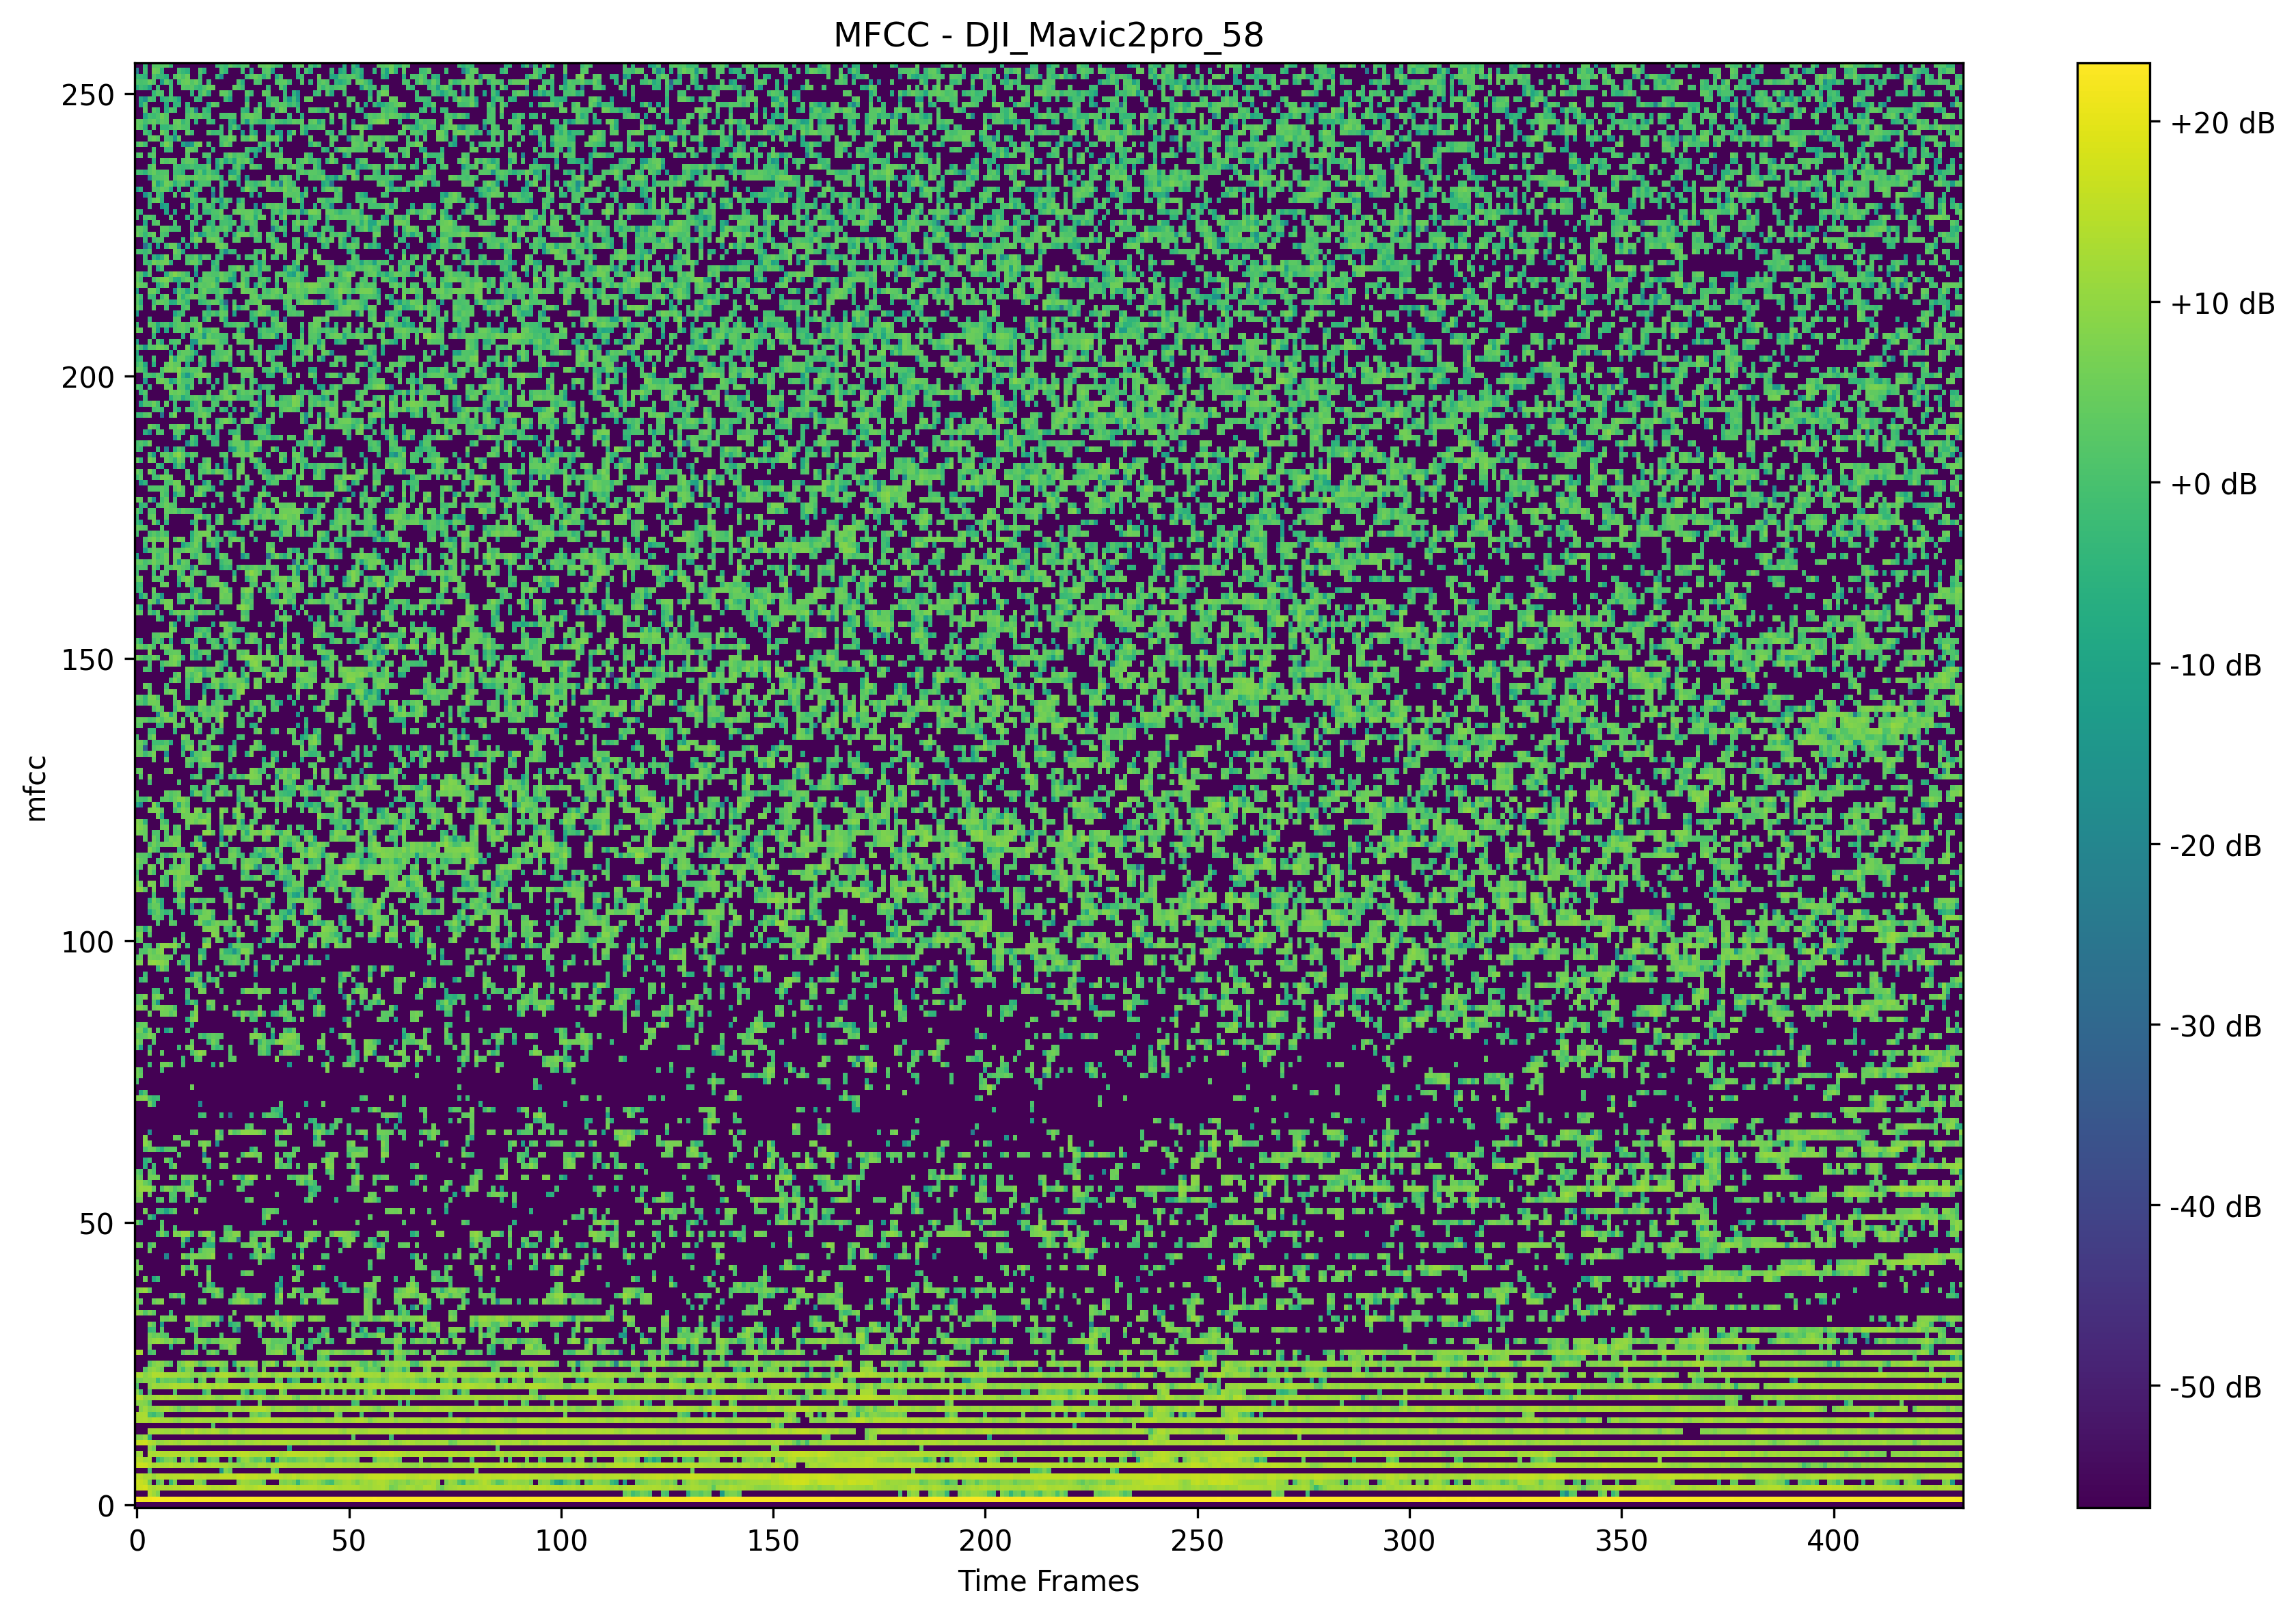 MFCC - DJI_Mavic2pro_58
250
200
150
100
50
0
mfcc
0 50 100 150 200 250 300 350 400
Time Frames
+20 dB
+10 dB
+0 dB
-10 dB
-20 dB
-30 dB
-40 dB
-50 dB